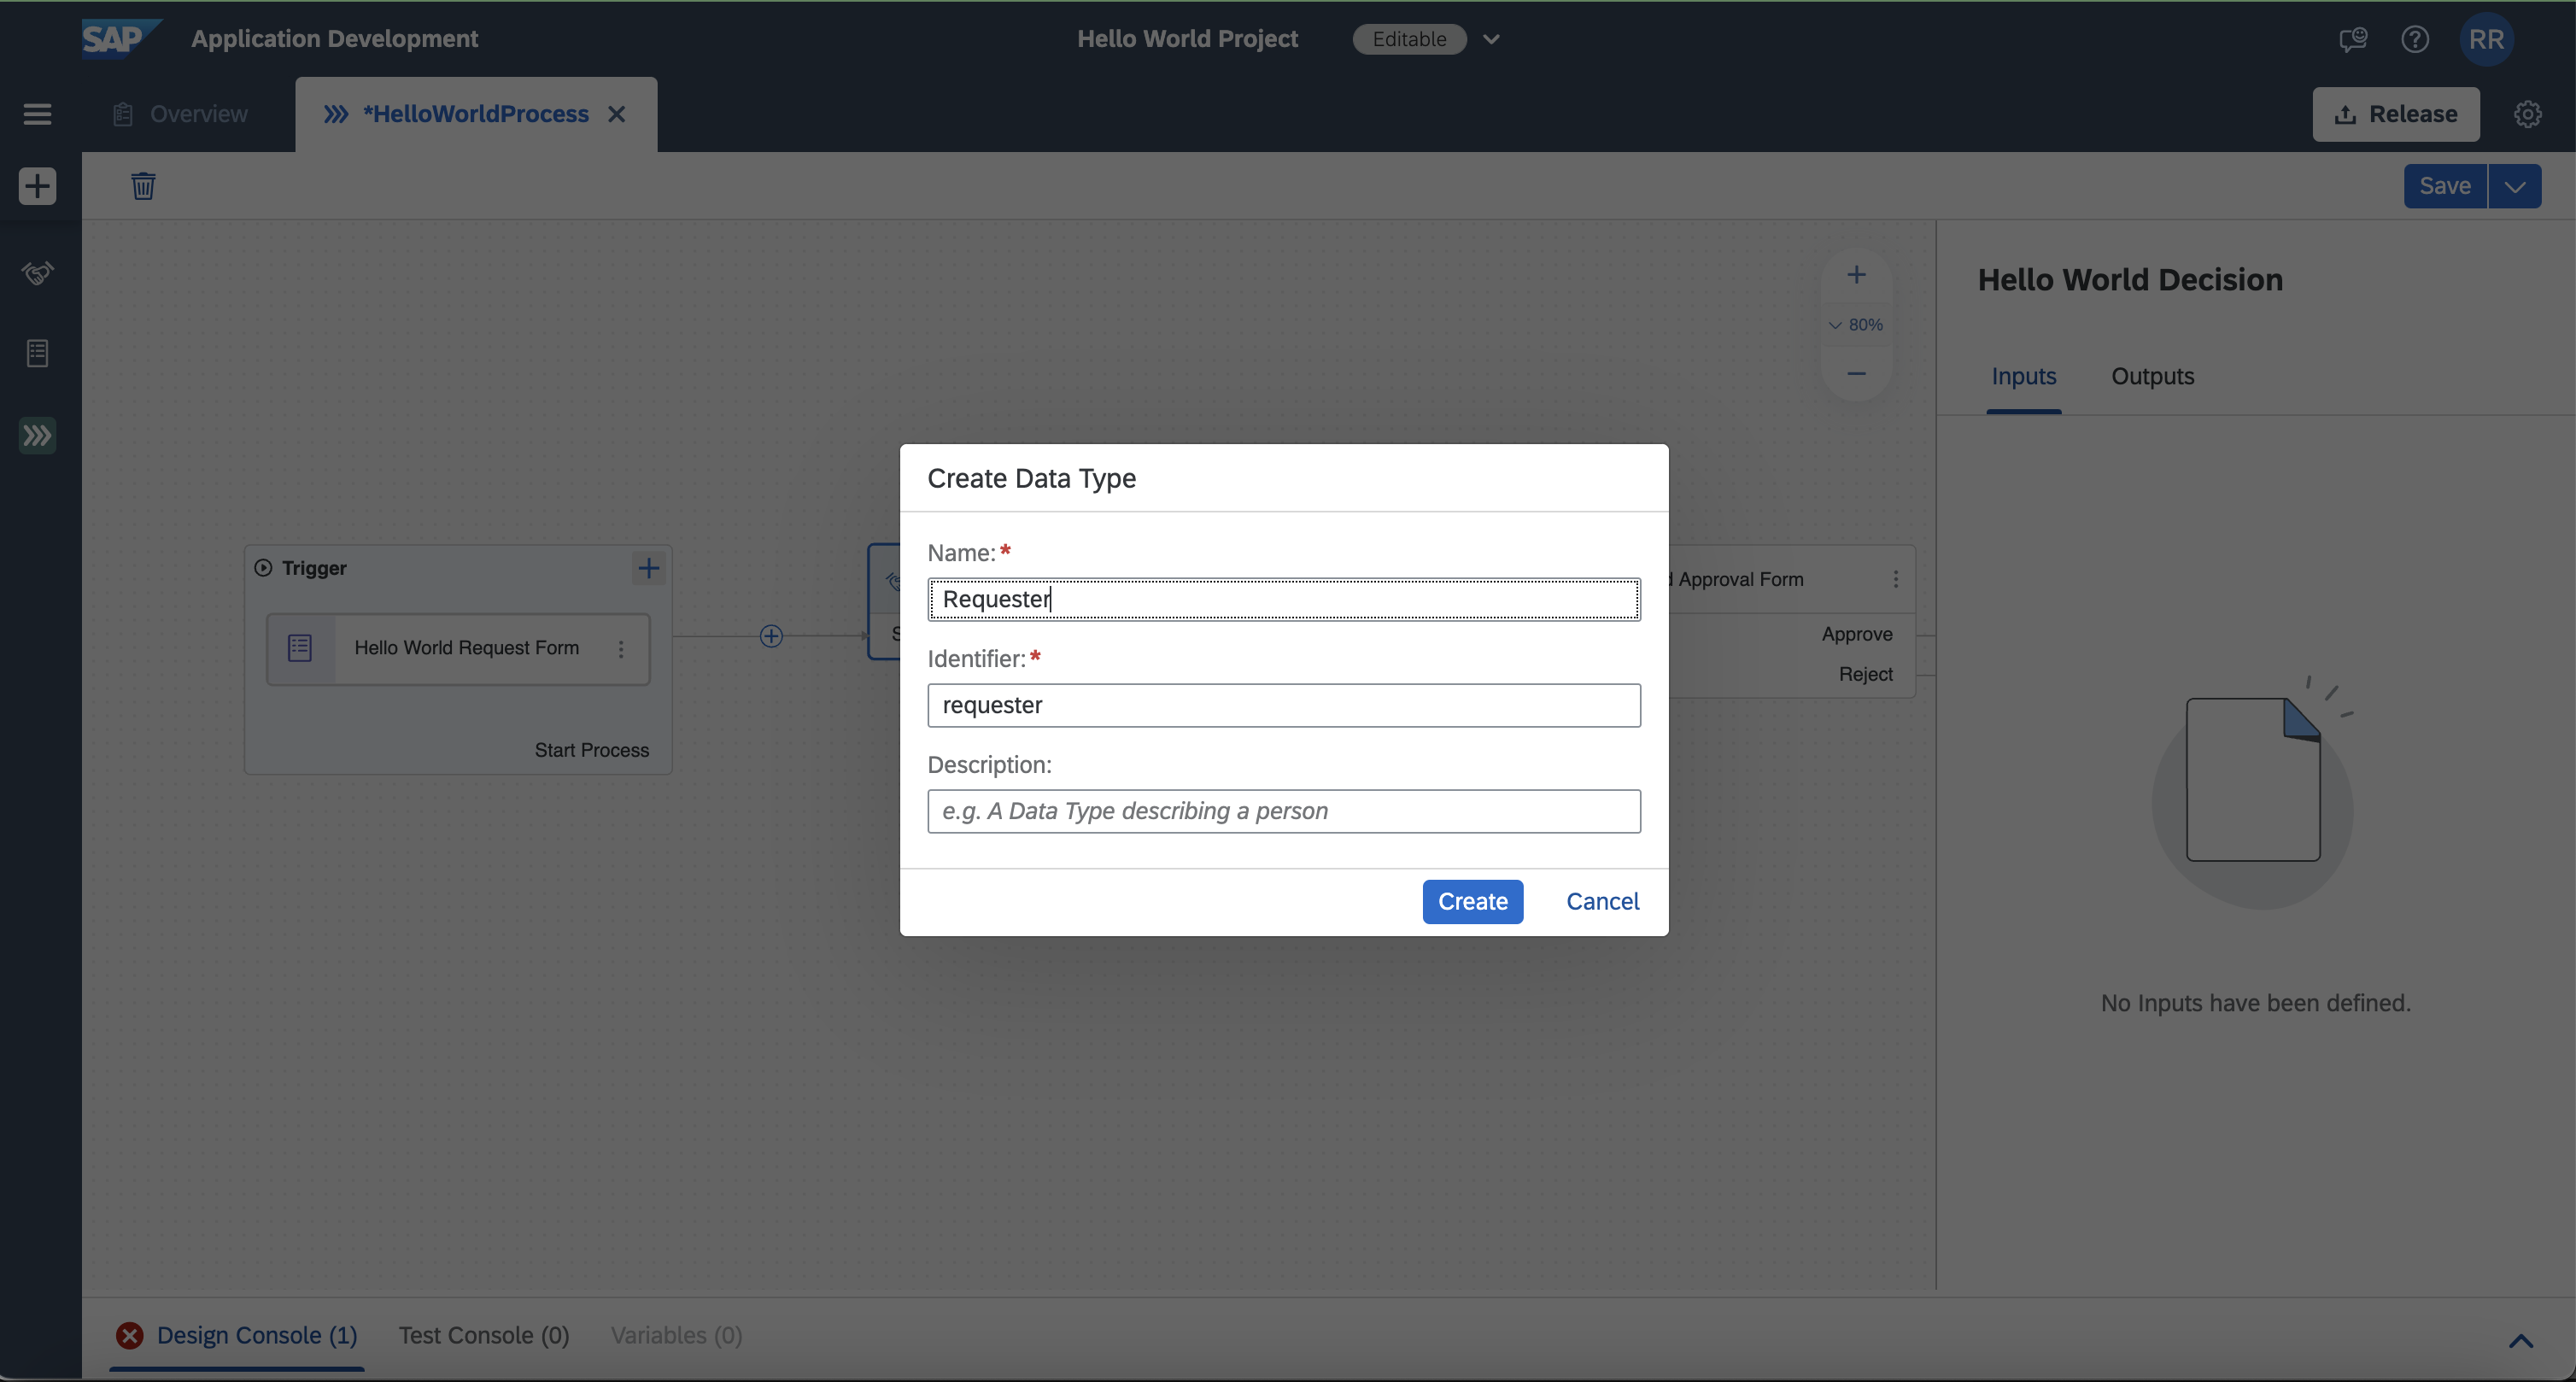 SAP Application Development
Hello World Project Editable
RR
Overview
*HelloWorldProcess
Release
Save
80%
Hello World Decision
Inputs Outputs
No Inputs have been defined.
Trigger
Hello World Request Form
Start Process
S
Approval Form
Approve
Reject
Create Data Type
Name:*
Requester
Identifier:*
requester
Description:
e.g. A Data Type describing a person
Create Cancel
Design Console (1) Test Console (0) Variables (0)